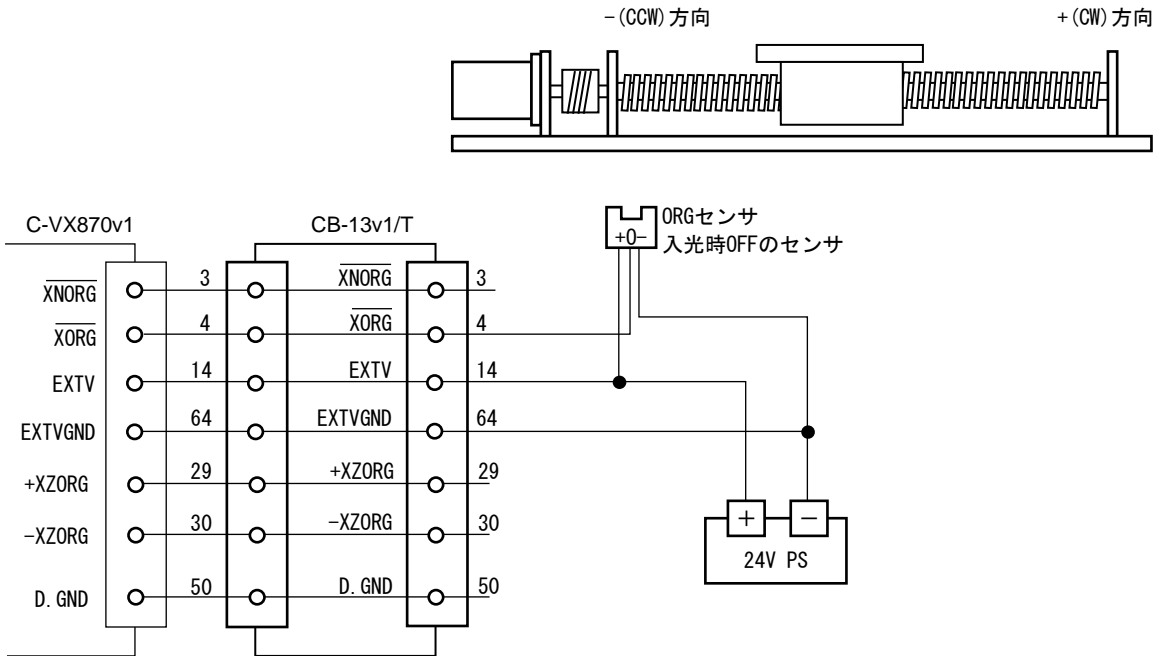 -(CCW)方向
+(CW)方向
C-VX870v1
CB-13v1/T
ORGセンサ
入光時OFFのセンサ
+O-
XNORG 3 XNORG 3
XORG 4 XORG 4
EXTV 14 EXTV 14
EXTVGND 64 EXTVGND 64
+XZORG 29 +XZORG 29
-XZORG 30 -XZORG 30
D.GND 50 D.GND 50
+ -
24V PS